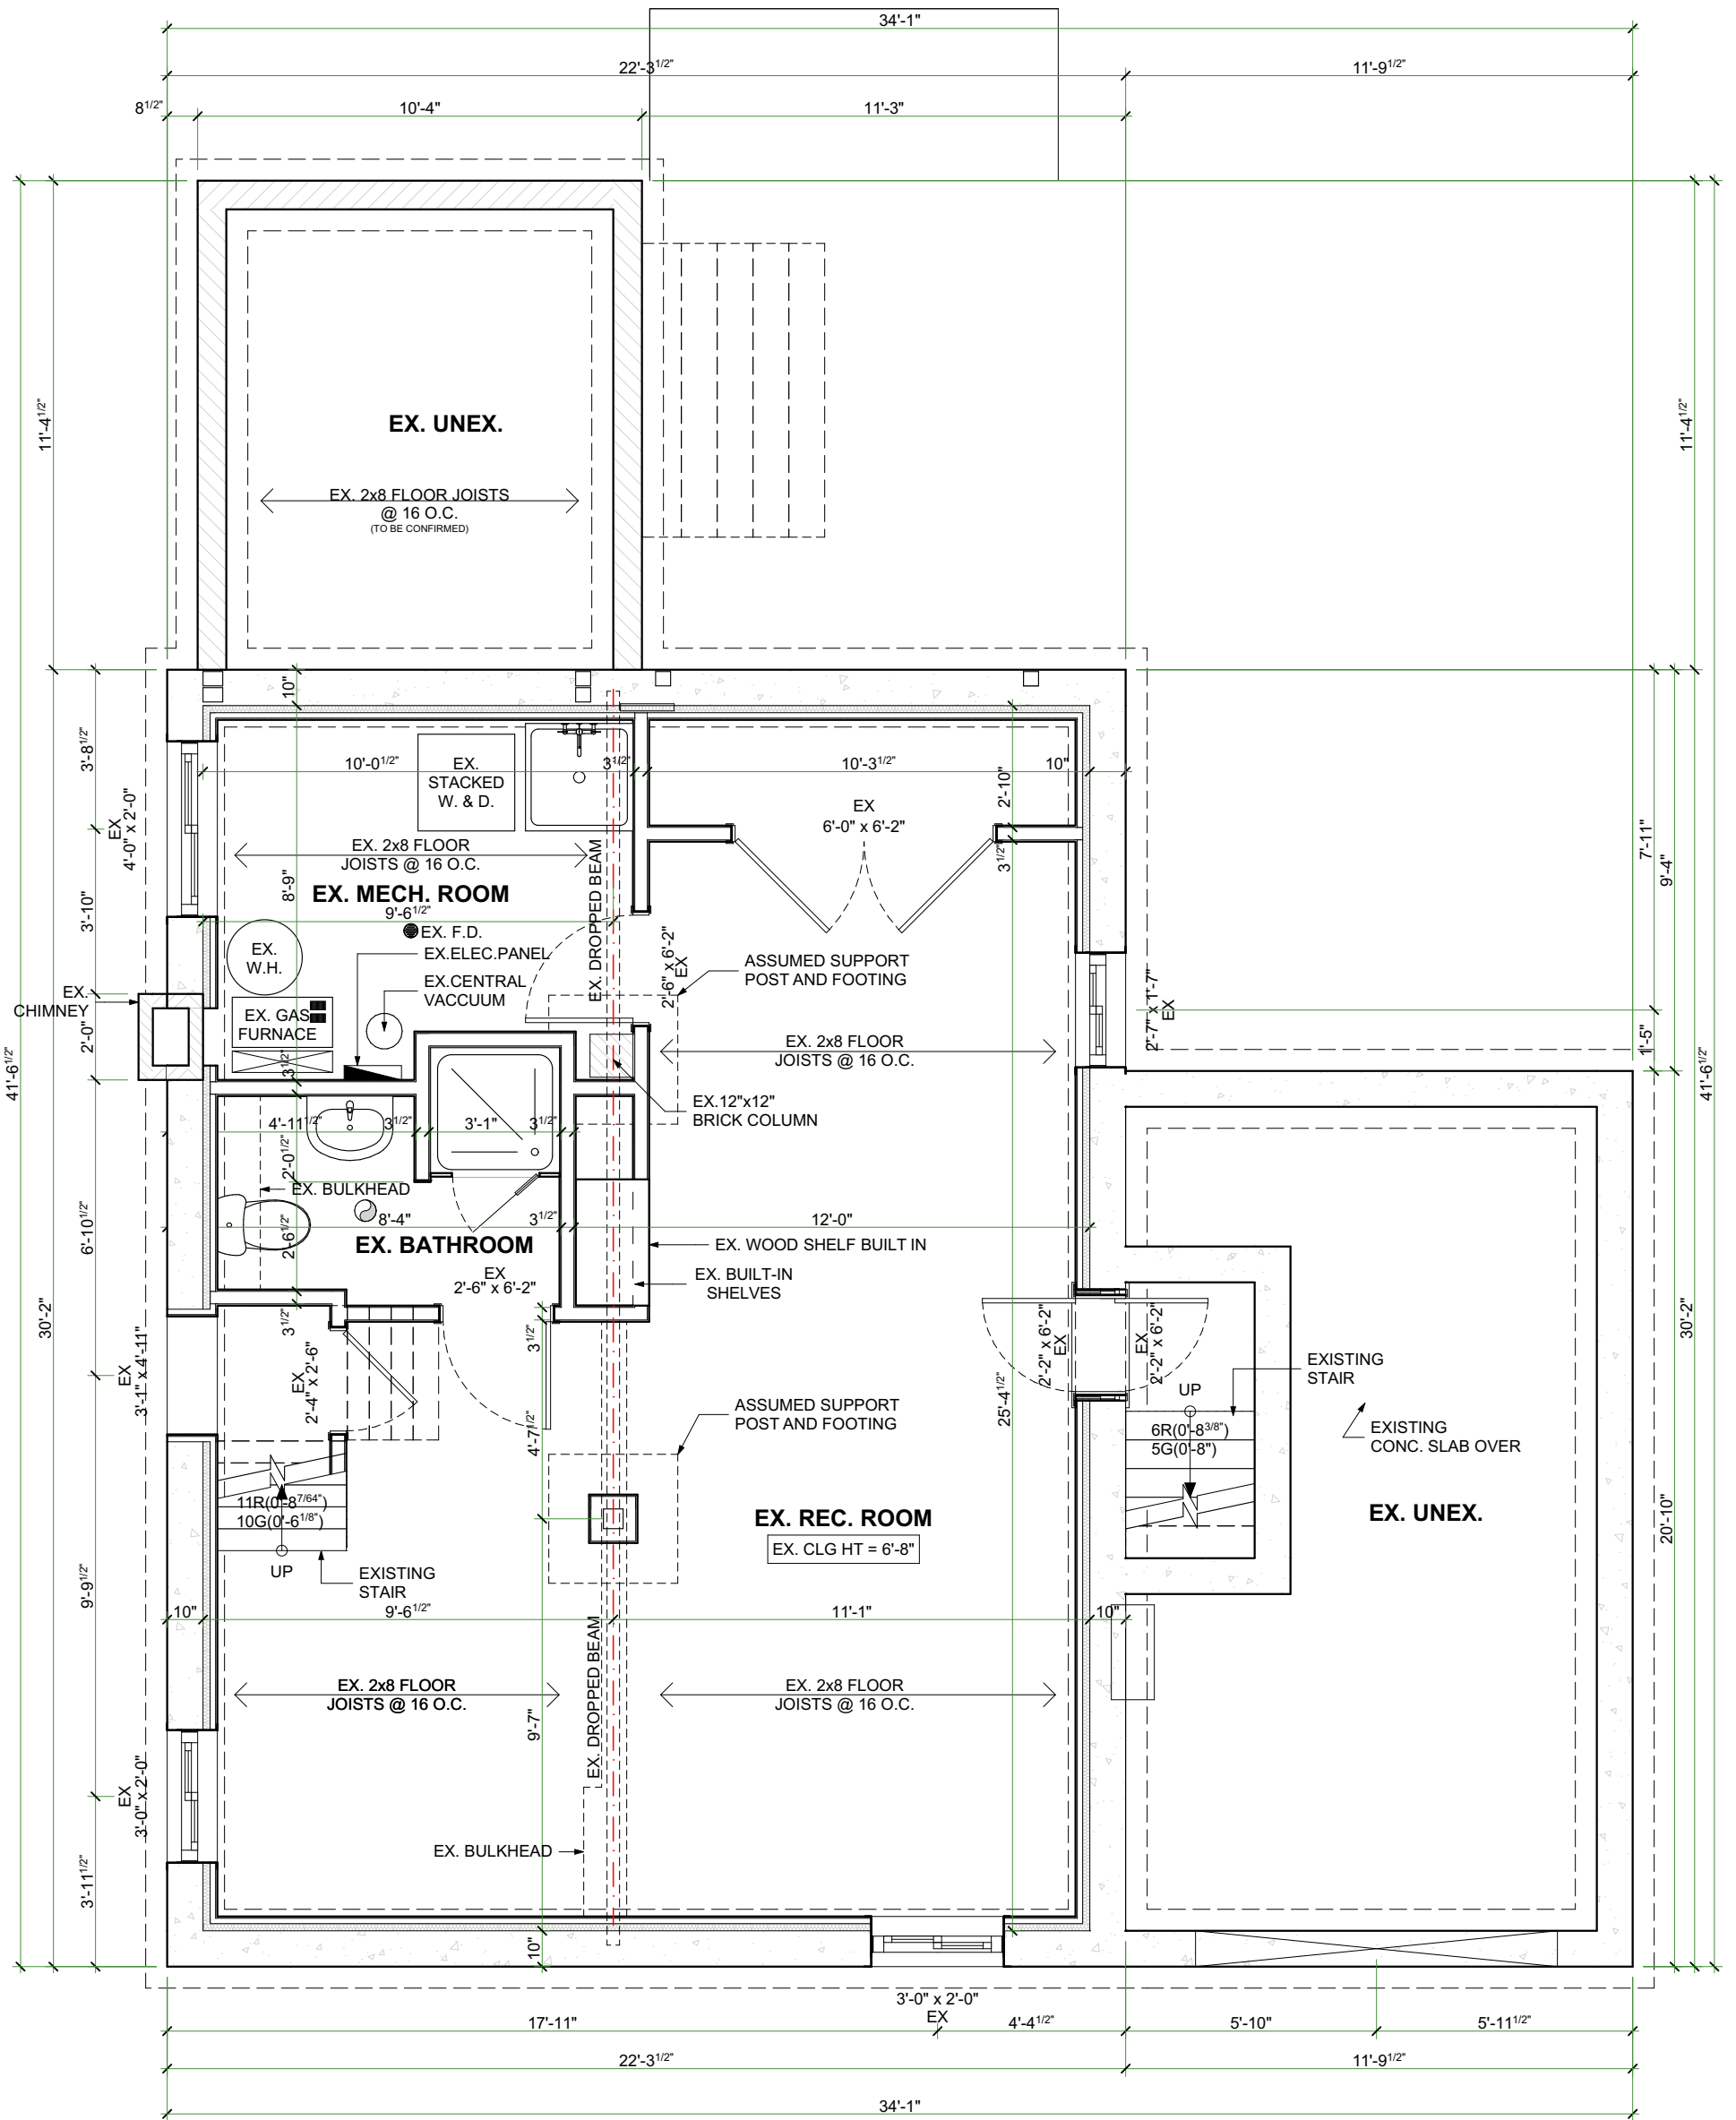 34'-1"
22'-3 1/2"
11'-9 1/2"
8 1/2"
10'-4"
11'-3"
11'-4 1/2"
11'-4 1/2"
EX. UNEX.
EX. 2x8 FLOOR JOISTS
@ 16 O.C.
(TO BE CONFIRMED)
10"
3'-8 1/2"
10'-0 1/2"
EX.
STACKED
W. & D.
3 1/2"
10'-3 1/2"
10"
2'-10"
EX
4'-0" x 2'-0"
EX
6'-0" x 6'-2"
3 1/2"
7'-11"
9'-4"
EX. 2x8 FLOOR
JOISTS @ 16 O.C.
8'-9"
EX. MECH. ROOM
9'-6 1/2"
3'-10"
EX. DROPPED BEAM
EX. F.D.
EX.ELEC.PANEL
EX.
W.H.
EX.CENTRAL
VACCUUM
2'-6" x 6'-2"
EX
ASSUMED SUPPORT
POST AND FOOTING
2'-7" x 1'-7"
EX
EX.
CHIMNEY
2'-0"
EX. GAS
FURNACE
3 1/2"
EX. 2x8 FLOOR
JOISTS @ 16 O.C.
1'-5"
41'-6 1/2"
41'-6 1/2"
EX.12"x12"
BRICK COLUMN
4'-11 1/2"
3 1/2"
3'-1"
3 1/2"
2'-0 1/2"
EX. BULKHEAD
8'-4"
3 1/2"
12'-0"
6'-10 1/2"
2'-6 1/2"
EX. BATHROOM
EX. WOOD SHELF BUILT IN
EX
2'-6" x 6'-2"
EX. BUILT-IN
SHELVES
3 1/2"
3 1/2"
30'-2"
30'-2"
EX
3'-1" x 4'-11"
EX
2'-4" x 2'-6"
2'-2" x 6'-2"
EX
EX
2'-2" x 6'-2"
EXISTING
STAIR
UP
25'-4 1/2"
ASSUMED SUPPORT
POST AND FOOTING
4'-7 1/2"
6R(0'-8 3/8")
5G(0'-8")
EXISTING
CONC. SLAB OVER
11R(0'-8 7/64")
10G(0'-6 1/8")
EX. REC. ROOM
EX. CLG HT = 6'-8"
EX. UNEX.
20'-10"
UP
EXISTING
STAIR
9'-9 1/2"
10"
9'-6 1/2"
11'-1"
10"
EX. DROPPED BEAM
EX. 2x8 FLOOR
JOISTS @ 16 O.C.
EX. 2x8 FLOOR
JOISTS @ 16 O.C.
9'-7"
EX
3'-0" x 2'-0"
EX. BULKHEAD
3'-11 1/2"
10"
3'-0" x 2'-0"
EX
17'-11"
4'-4 1/2"
5'-10"
5'-11 1/2"
22'-3 1/2"
11'-9 1/2"
34'-1"